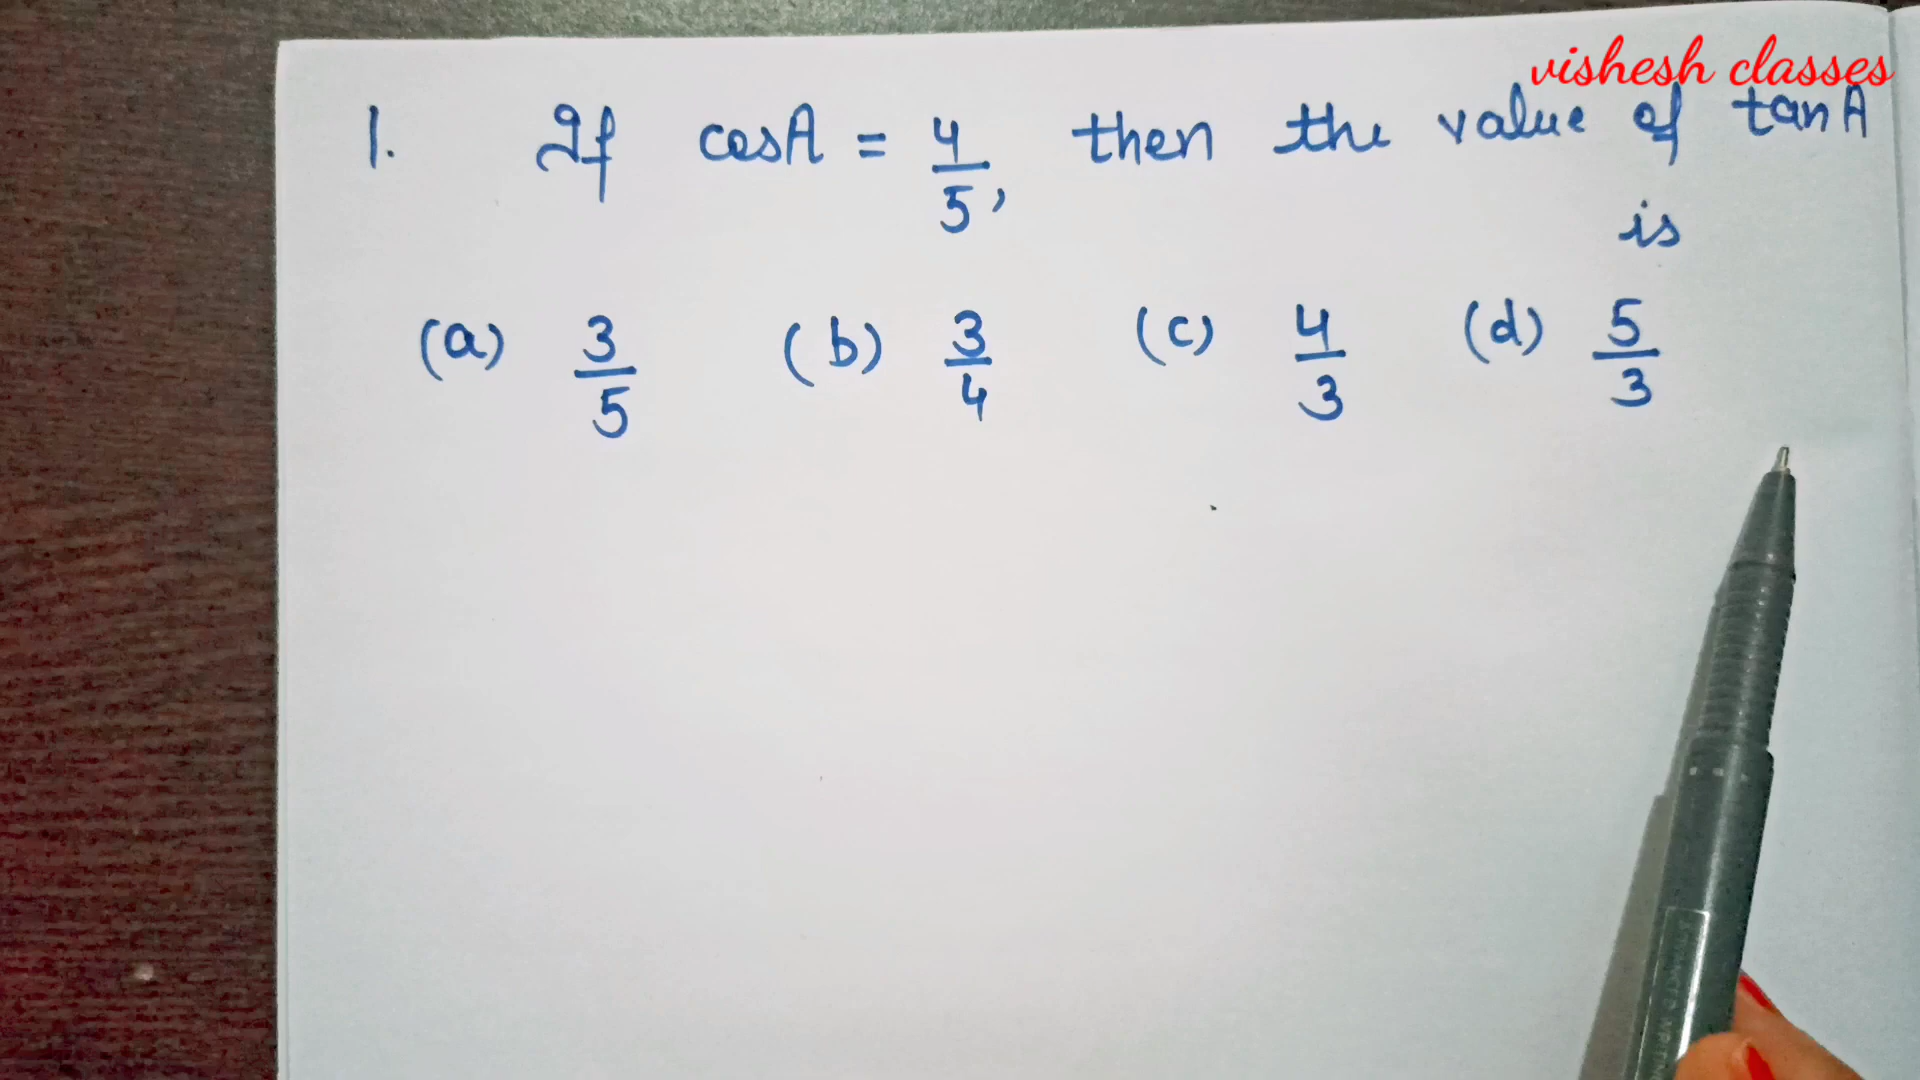 vishesh classes
1. If cosA = 4/5, then the value of tanA
is
(a) 3/5 (b) 3/4 (c) 4/3 (d) 5/3